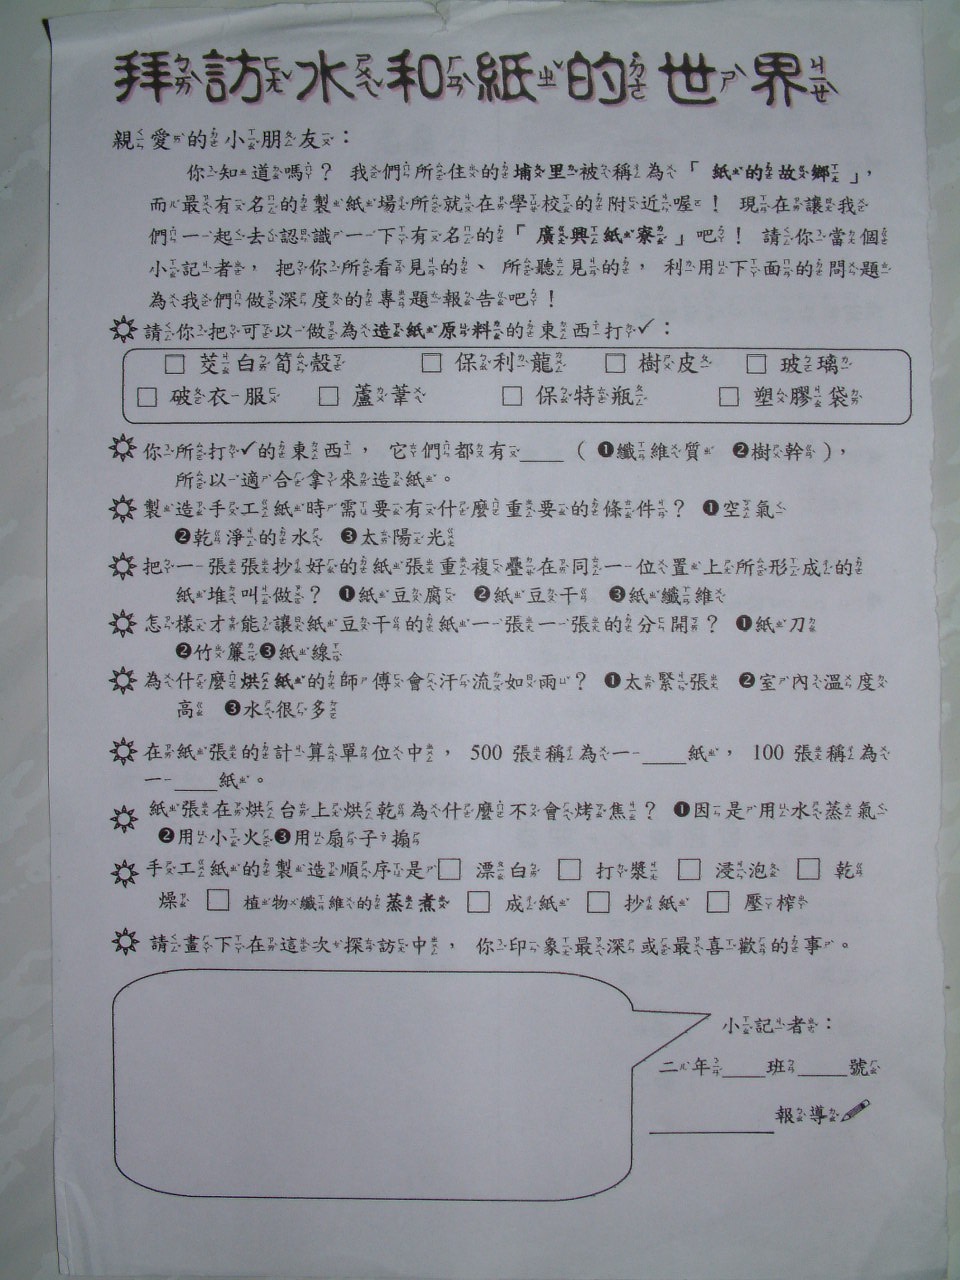 拜訪水和紙的世界
親愛的小朋友：
你知道嗎？ 我們所住的埔里被稱為「紙的故鄉」，
而最有名的製紙場所就在學校的附近喔！ 現在讓我
們一起去認識一下有名的「廣興紙寮」吧！ 請你當個
小記者， 把你所看見的、 所聽見的， 利用下面的問題
為我們做深度的專題報告吧！
請你把可以做為造紙原料的東西打✓：
□ 茭白筍殼 □ 保利龍 □ 樹皮 □ 玻璃
□ 破衣服 □ 蘆葦 □ 保特瓶 □ 塑膠袋
你所打✓的東西， 它們都有____（ ❶纖維質 ❷樹幹），
所以適合拿來造紙。
製造手工紙時需要有什麼重要的條件？ ❶空氣
❷乾淨的水 ❸太陽光
把一張張抄好的紙張重複疊在同一位置上所形成的
紙堆叫做？ ❶紙豆腐 ❷紙豆干 ❸紙纖維
怎樣才能讓紙豆干的紙一張一張的分開？ ❶紙刀
❷竹簾❸紙線
為什麼烘紙的師傅會汗流如雨？ ❶太緊張 ❷室內溫度
高 ❸水很多
在紙張的計算單位中， 500 張稱為一____紙， 100 張稱為
一____紙。
紙張在烘台上烘乾為什麼不會烤焦？ ❶因是用水蒸氣
❷用小火❸用扇子搧
手工紙的製造順序是□ 漂白 □ 打漿 □ 浸泡 □ 乾
燥 □ 植物纖維的蒸煮 □ 成紙 □ 抄紙 □ 壓榨
請畫下在這次探訪中， 你印象最深或最喜歡的事。
小記者：
二年____班____號
__________報導